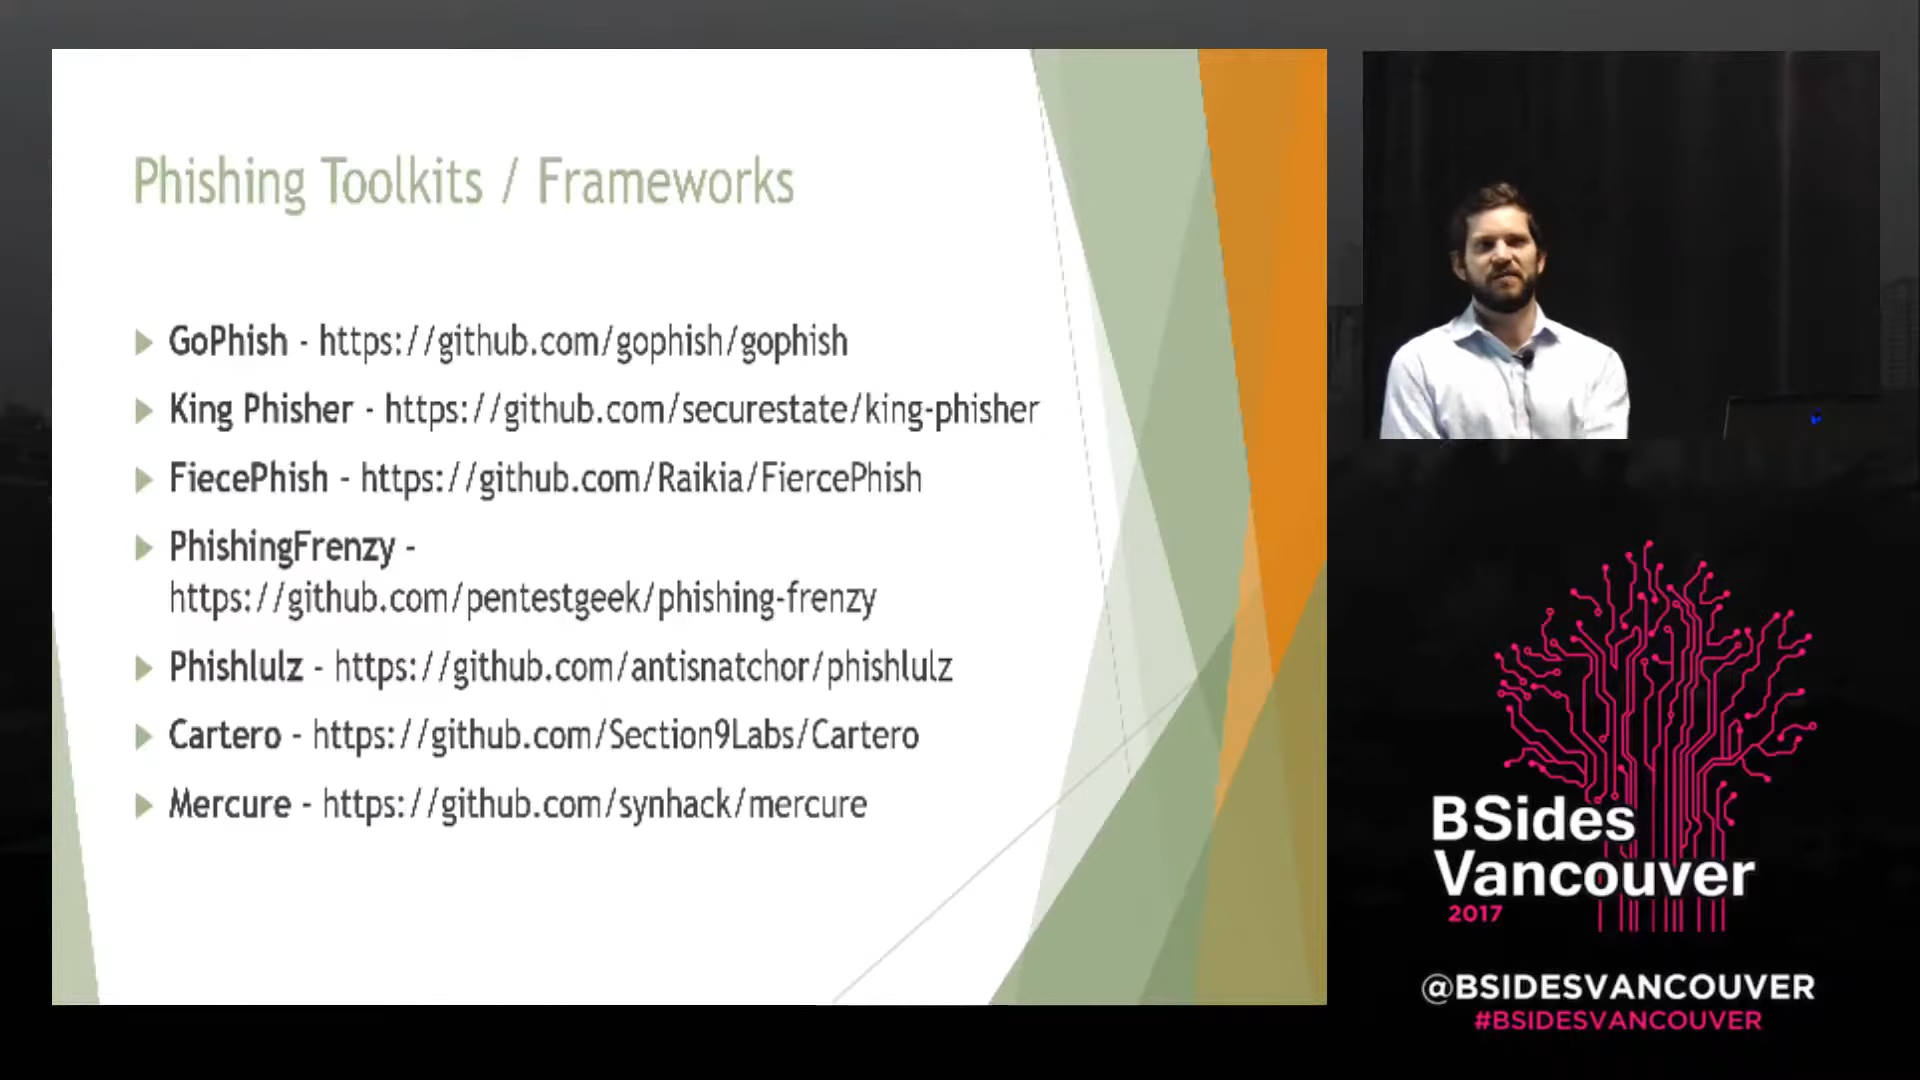 Phishing Toolkits / Frameworks
GoPhish - https://github.com/gophish/gophish
King Phisher - https://github.com/securestate/king-phisher
FiecePhish - https://github.com/Raikia/FiercePhish
PhishingFrenzy -
https://github.com/pentestgeek/phishing-frenzy
Phishlulz - https://github.com/antisnatchor/phishlulz
Cartero - https://github.com/Section9Labs/Cartero
Mercure - https://github.com/synhack/mercure
BSides
Vancouver
2017
@BSIDESVANCOUVER
#BSIDESVANCOUVER